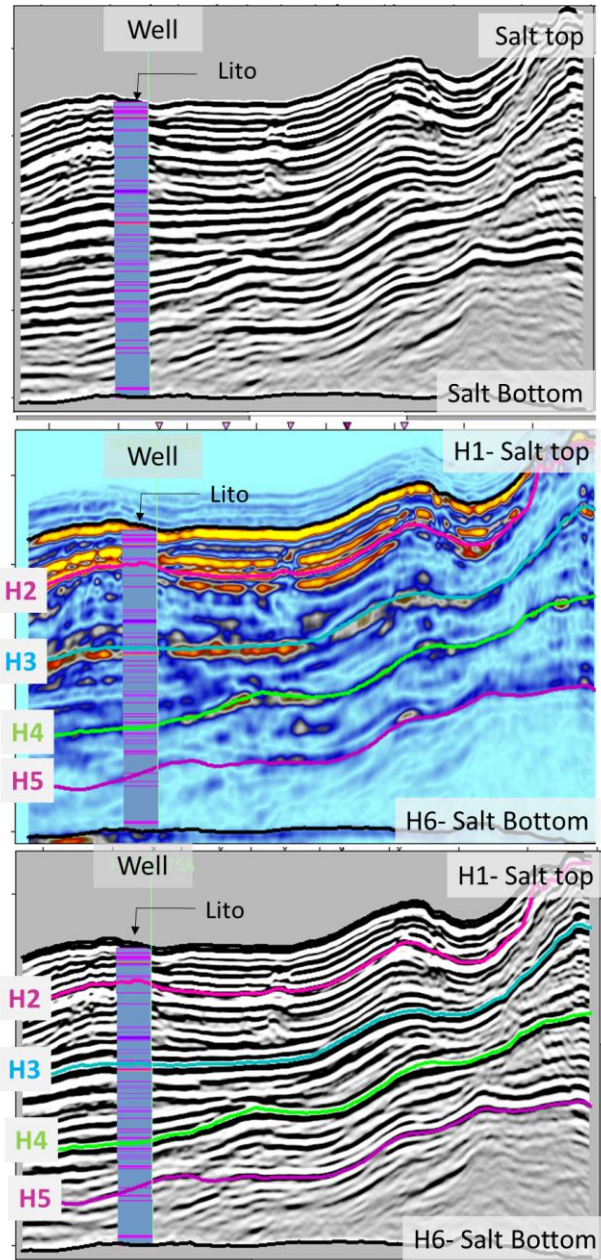 Well
Salt top
Lito
Salt Bottom
Well
H1- Salt top
Lito
H2
H3
H4
H5
H6- Salt Bottom
Well
H1- Salt top
Lito
H2
H3
H4
H5
H6- Salt Bottom